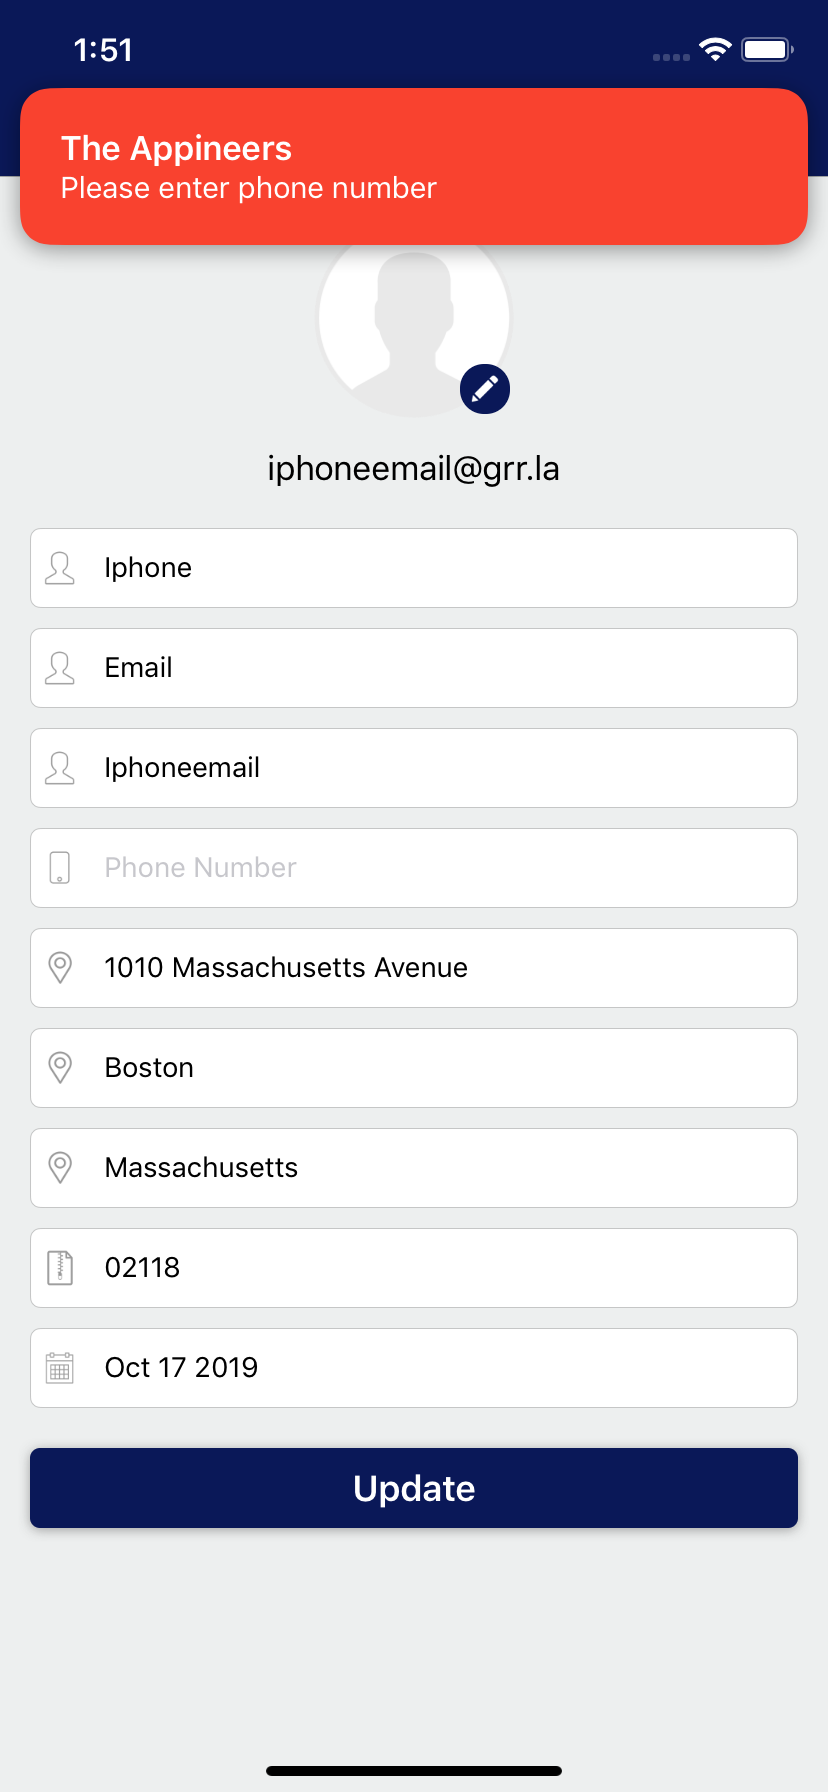 1:51
The Appineers
Please enter phone number
iphoneemail@grr.la
Iphone
Email
Iphoneemail
Phone Number
1010 Massachusetts Avenue
Boston
Massachusetts
02118
Oct 17 2019
Update